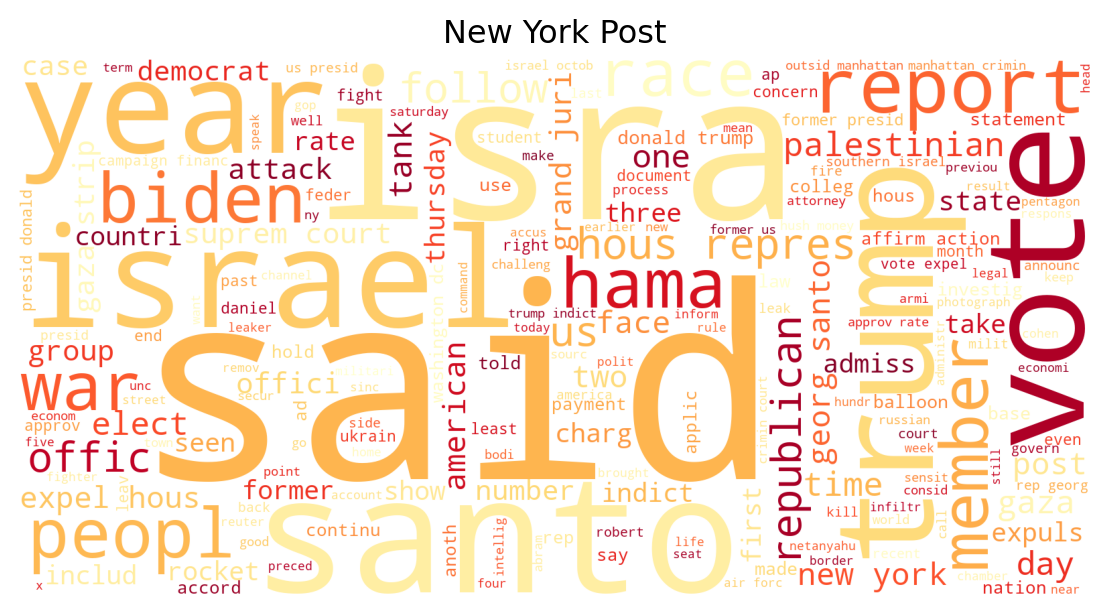 New York Post
case term democrat us presid follow israel octob race ap outsid manhattan manhattan crimin head
year isra report
fight gop saturday last concern former presid statement
well speak rate student mean donald trump palestinian
gaza strip campaign financ attack tank thursday make grand juri one document southern israel previou vote
biden feder use process fire colleg hous result pentagon
presid donald ny three attorney state respons
countri suprem court accus earlier new former us affirm action month announc
israel right hous repres vote expel legal keep
past channel challeng hama law investig
daniel command leak armi photograph
leaker trump indict inform us face approv rate take cohen
presid end today rule georg santo trump milit
group hold told sourc polit admiss administr economi
war remov offici washington dc two america
unc sinc said american republican hundr balloon
street secur ad payment applic member base
econom elect side least charg russian
approv five town seen ukrain go home bodi crimin court court week even govern
offic point brought still post
fighter leav former show number indict time sensit rep georg
expel hous account santo first consid gaza
peopl back reuter continu anoth intellig rep robert kill infiltr world call expuls
good abram say life seat netanyahu recent
x includ rocket preced made border chamber day
accord four air forc new york nation near